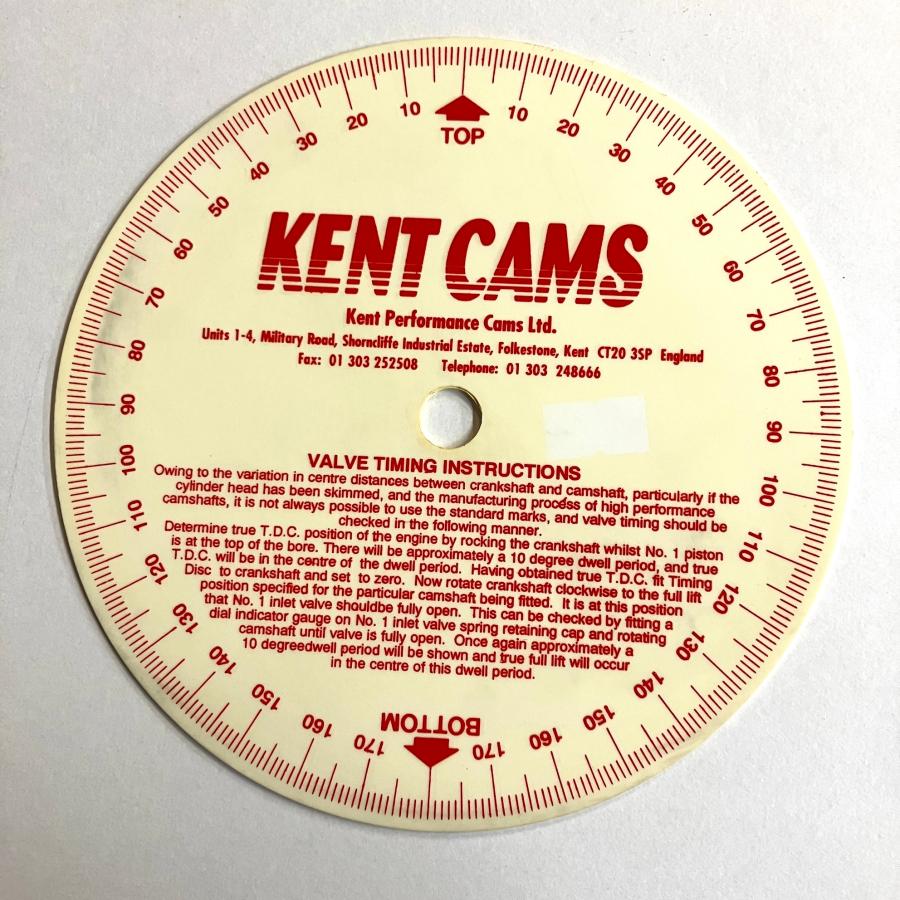 TOP
10 20 30 40 50 60 70 80 90 100 110 120 130 140 150 160 170
10 20 30 40 50 60 70 80 90 100 110 120 130 140 150 160 170
KENT CAMS
Kent Performance Cams Ltd.
Units 1-4, Military Road, Shorncliffe Industrial Estate, Folkestone, Kent CT20 3SP England
Fax: 01 303 252508 Telephone: 01 303 248666
VALVE TIMING INSTRUCTIONS
Owing to the variation in centre distances between crankshaft and camshaft, particularly if the
cylinder head has been skimmed, and the manufacturing process of high performance
camshafts, it is not always possible to use the standard marks, and valve timing should be
checked in the following manner.
Determine true T.D.C. position of the engine by rocking the crankshaft whilst No. 1 piston
is at the top of the bore. There will be approximately a 10 degree dwell period, and true
T.D.C. will be in the centre of the dwell period. Having obtained true T.D.C. fit Timing
Disc to crankshaft and set to zero. Now rotate crankshaft clockwise to the full lift
position specified for the particular camshaft being fitted. It is at this position
that No. 1 inlet valve shouldbe fully open. This can be checked by fitting a
dial indicator gauge on No. 1 inlet valve spring retaining cap and rotating
camshaft until valve is fully open. Once again approximately a
10 degreedwell period will be shown and true full lift will occur
in the centre of this dwell period.
BOTTOM